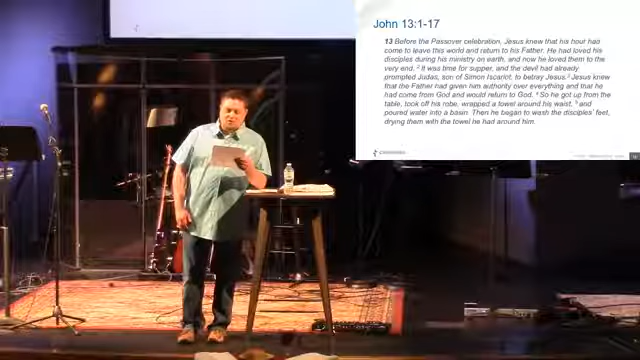 John 13:1-17
13 Before the Passover celebration, Jesus knew that his hour had
come to leave this world and return to his Father. He had loved his
disciples during his ministry on earth, and now he loved them to the
very end. 2 It was time for supper, and the devil had already
prompted Judas, son of Simon Iscariot, to betray Jesus. 3 Jesus knew
that the Father had given him authority over everything and that he
had come from God and would return to God. 4 So he got up from the
table, took off his robe, wrapped a towel around his waist, 5 and
poured water into a basin. Then he began to wash the disciples' feet,
drying them with the towel he had around him.